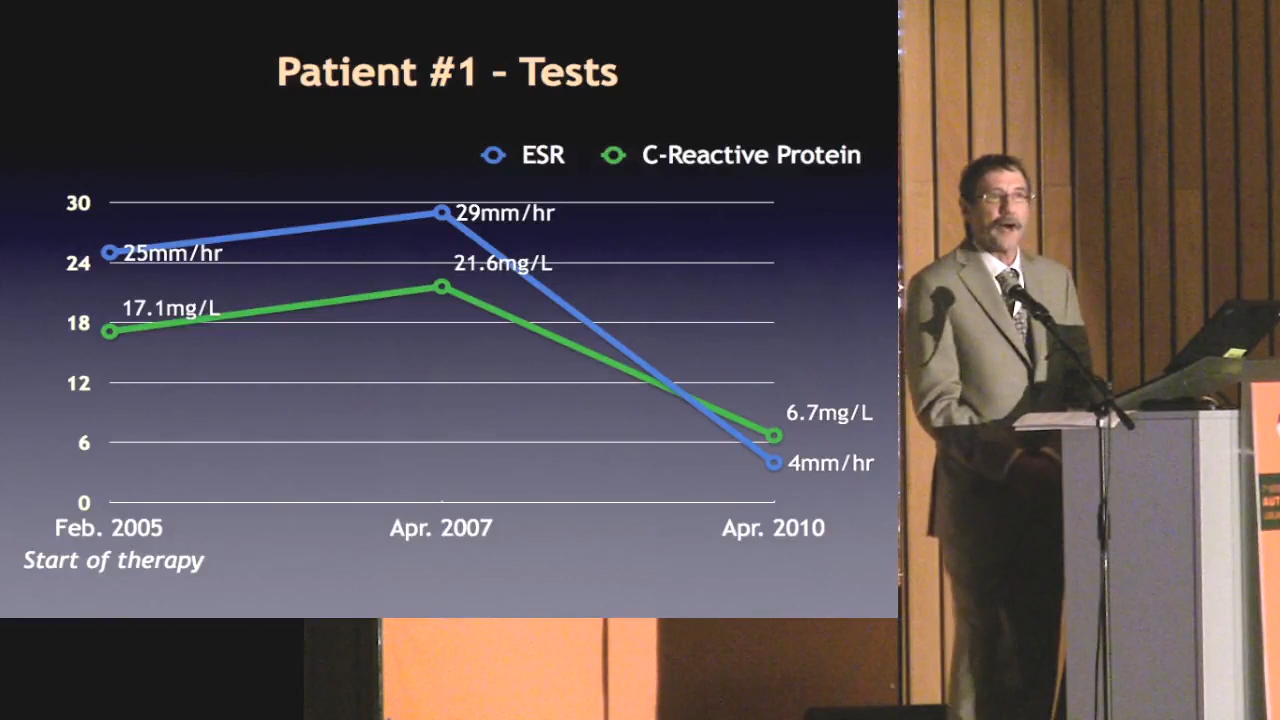 Patient #1 – Tests
ESR
C-Reactive Protein
30
24
18
12
6
0
25mm/hr
29mm/hr
4mm/hr
17.1mg/L
21.6mg/L
6.7mg/L
Feb. 2005
Apr. 2007
Apr. 2010
Start of therapy
AUT